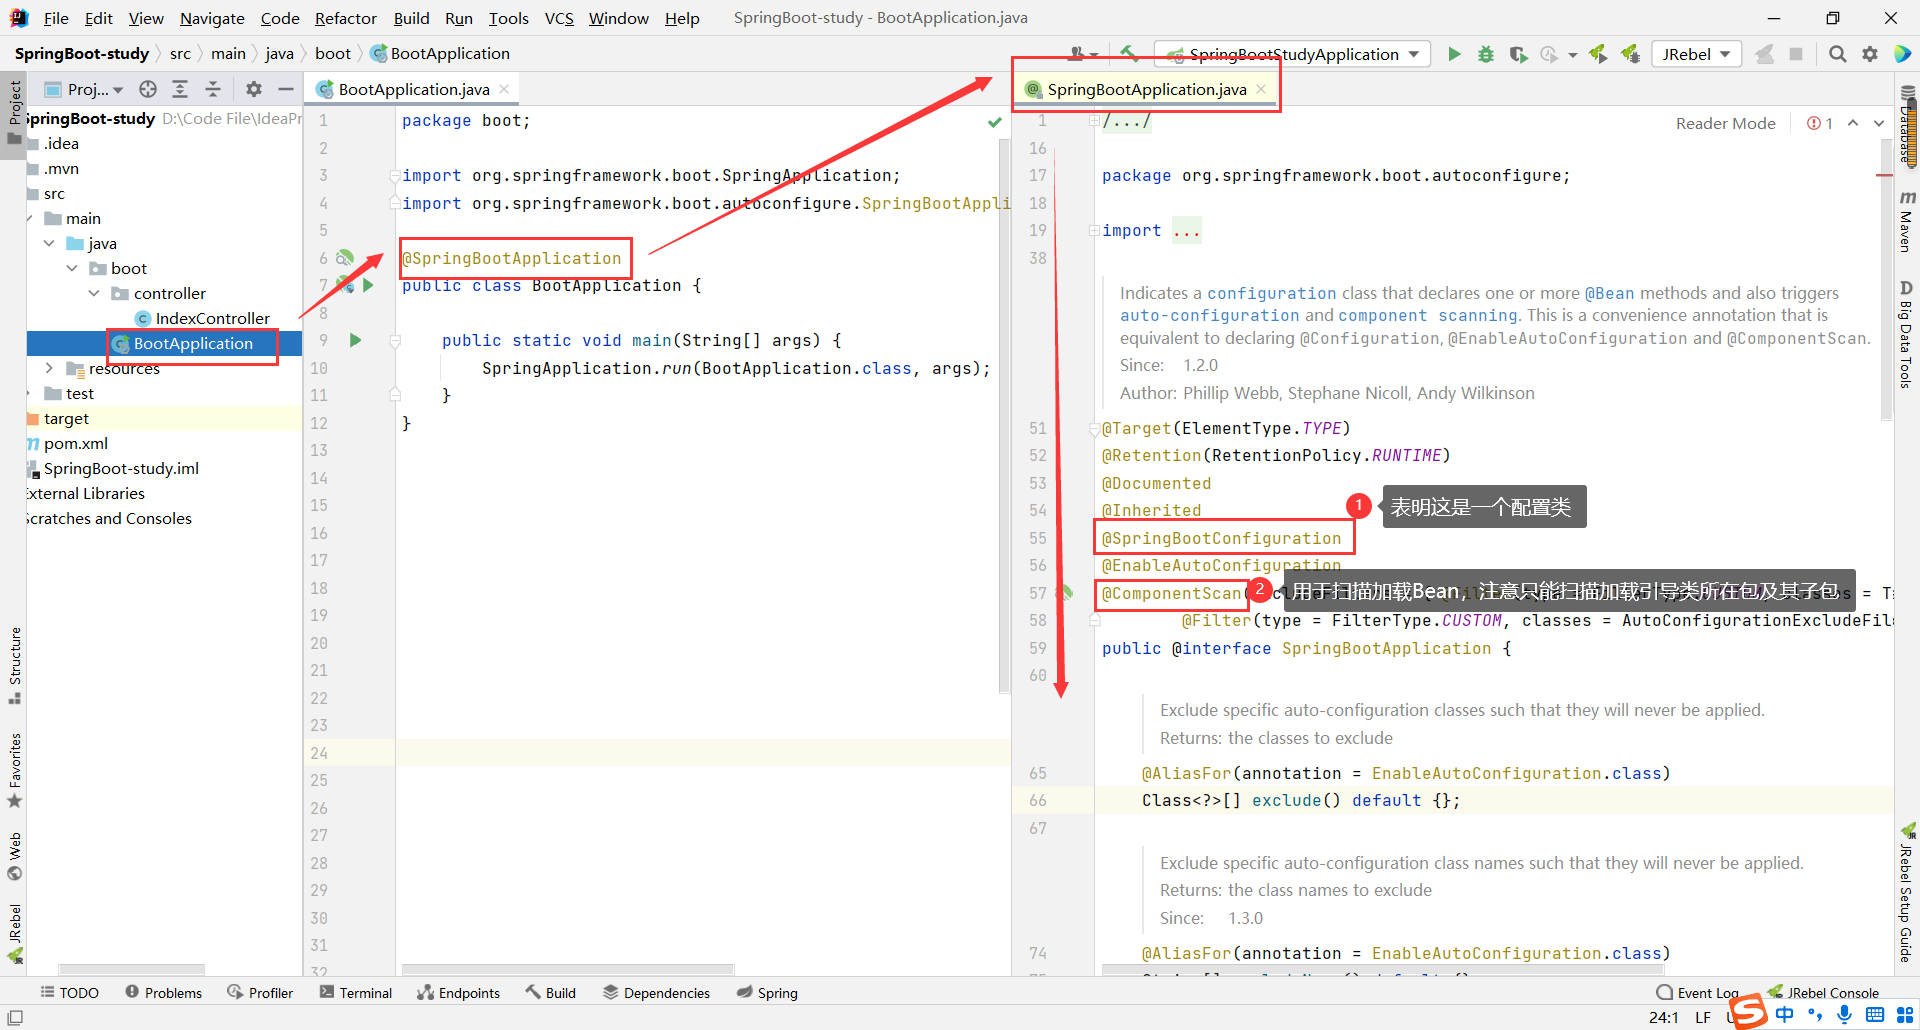 File Edit View Navigate Code Refactor Build Run Tools VCS Window Help SpringBoot-study - BootApplication.java
SpringBoot-study src main java boot BootApplication
SpringBootStudyApplication JRebel
Project
Proj...
BootApplication.java
SpringBootApplication.java
SpringBoot-study D:\Code File\IdeaPr
.idea
.mvn
src
main
java
boot
controller
IndexController
BootApplication
resources
test
target
pom.xml
SpringBoot-study.iml
External Libraries
Scratches and Consoles
Structure
Favorites
Web
JRebel
1 package boot;
2
3 import org.springframework.boot.SpringApplication;
4 import org.springframework.boot.autoconfigure.SpringBootAppli
5
6 @SpringBootApplication
7 public class BootApplication {
8
9 public static void main(String[] args) {
10 SpringApplication.run(BootApplication.class, args);
11 }
12 }
13
14
15
16
17
18
19
20
21
22
23
24
25
26
27
28
29
30
31
32
Reader Mode 1
1 /.../
16
17 package org.springframework.boot.autoconfigure;
18
19 import ...
38
Indicates a configuration class that declares one or more @Bean methods and also triggers
auto-configuration and component scanning. This is a convenience annotation that is
equivalent to declaring @Configuration, @EnableAutoConfiguration and @ComponentScan.
Since: 1.2.0
Author: Phillip Webb, Stephane Nicoll, Andy Wilkinson
51 @Target(ElementType.TYPE)
52 @Retention(RetentionPolicy.RUNTIME)
53 @Documented
54 @Inherited
1 表明这是一个配置类
55 @SpringBootConfiguration
56 @EnableAutoConfiguration
57 @ComponentScan
2 用于扫描加载Bean，注意只能扫描加载引导类所在包及其子包
= T
58 @Filter(type = FilterType.CUSTOM, classes = AutoConfigurationExcludeFil
59 public @interface SpringBootApplication {
60
Exclude specific auto-configuration classes such that they will never be applied.
Returns: the classes to exclude
65 @AliasFor(annotation = EnableAutoConfiguration.class)
66 Class<?>[] exclude() default {};
67
Exclude specific auto-configuration class names such that they will never be applied.
Returns: the class names to exclude
Since: 1.3.0
74 @AliasFor(annotation = EnableAutoConfiguration.class)
Database
Maven
Big Data Tools
JRebel Setup Guide
TODO Problems Profiler Terminal Endpoints Build Dependencies Spring Event Log JRebel Console
24:1 LF
中